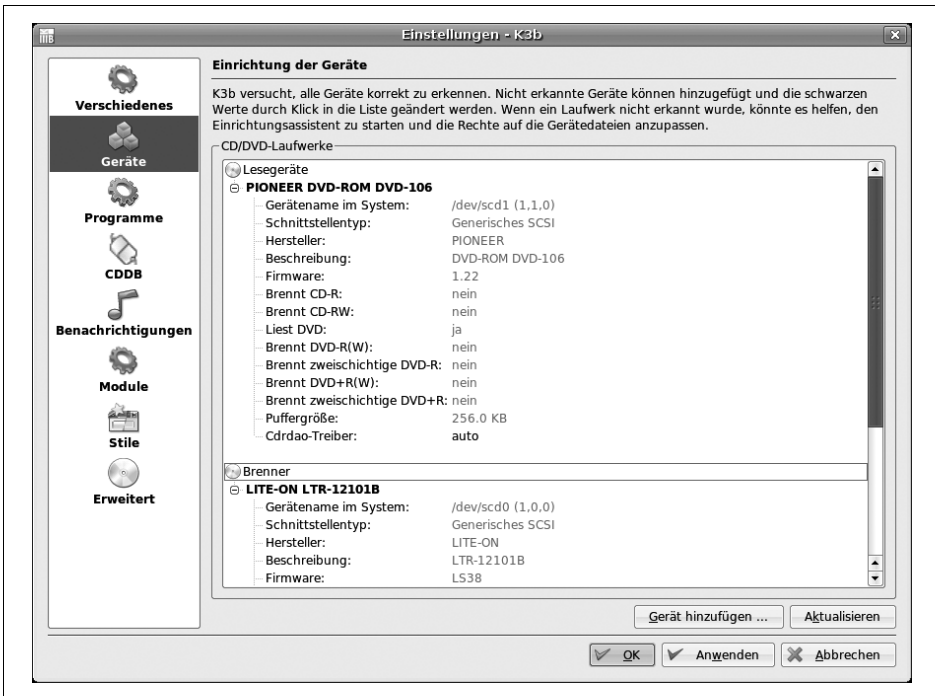 Einstellungen - K3b
Verschiedenes
Geräte
Programme
CDDB
Benachrichtigungen
Module
Stile
Erweitert
Einrichtung der Geräte
K3b versucht, alle Geräte korrekt zu erkennen. Nicht erkannte Geräte können hinzugefügt und die schwarzen
Werte durch Klick in die Liste geändert werden. Wenn ein Laufwerk nicht erkannt wurde, könnte es helfen, den
Einrichtungsassistent zu starten und die Rechte auf die Gerätedateien anzupassen.
CD/DVD-Laufwerke
Lesegeräte
PIONEER DVD-ROM DVD-106
Gerätename im System: /dev/scd1 (1,1,0)
Schnittstellentyp: Generisches SCSI
Hersteller: PIONEER
Beschreibung: DVD-ROM DVD-106
Firmware: 1.22
Brennt CD-R: nein
Brennt CD-RW: nein
Liest DVD: ja
Brennt DVD-R(W): nein
Brennt zweischichtige DVD-R: nein
Brennt DVD+R(W): nein
Brennt zweischichtige DVD+R: nein
Puffergröße: 256.0 KB
Cdrdao-Treiber: auto
Brenner
LITE-ON LTR-12101B
Gerätename im System: /dev/scd0 (1,0,0)
Schnittstellentyp: Generisches SCSI
Hersteller: LITE-ON
Beschreibung: LTR-12101B
Firmware: LS38
Gerät hinzufügen ... Aktualisieren
OK Anwenden Abbrechen